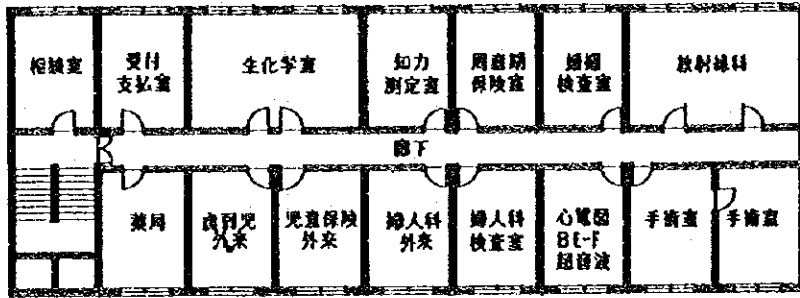 相談室
受付
支払室
生化学室
知力
測定室
周産期
保険室
婚姻
検査室
放射線科
廊下
薬局
外来
児童保険
外来
婦人科
外来
婦人科
検査室
心電図
BE-F
超音波
手術室
手術室